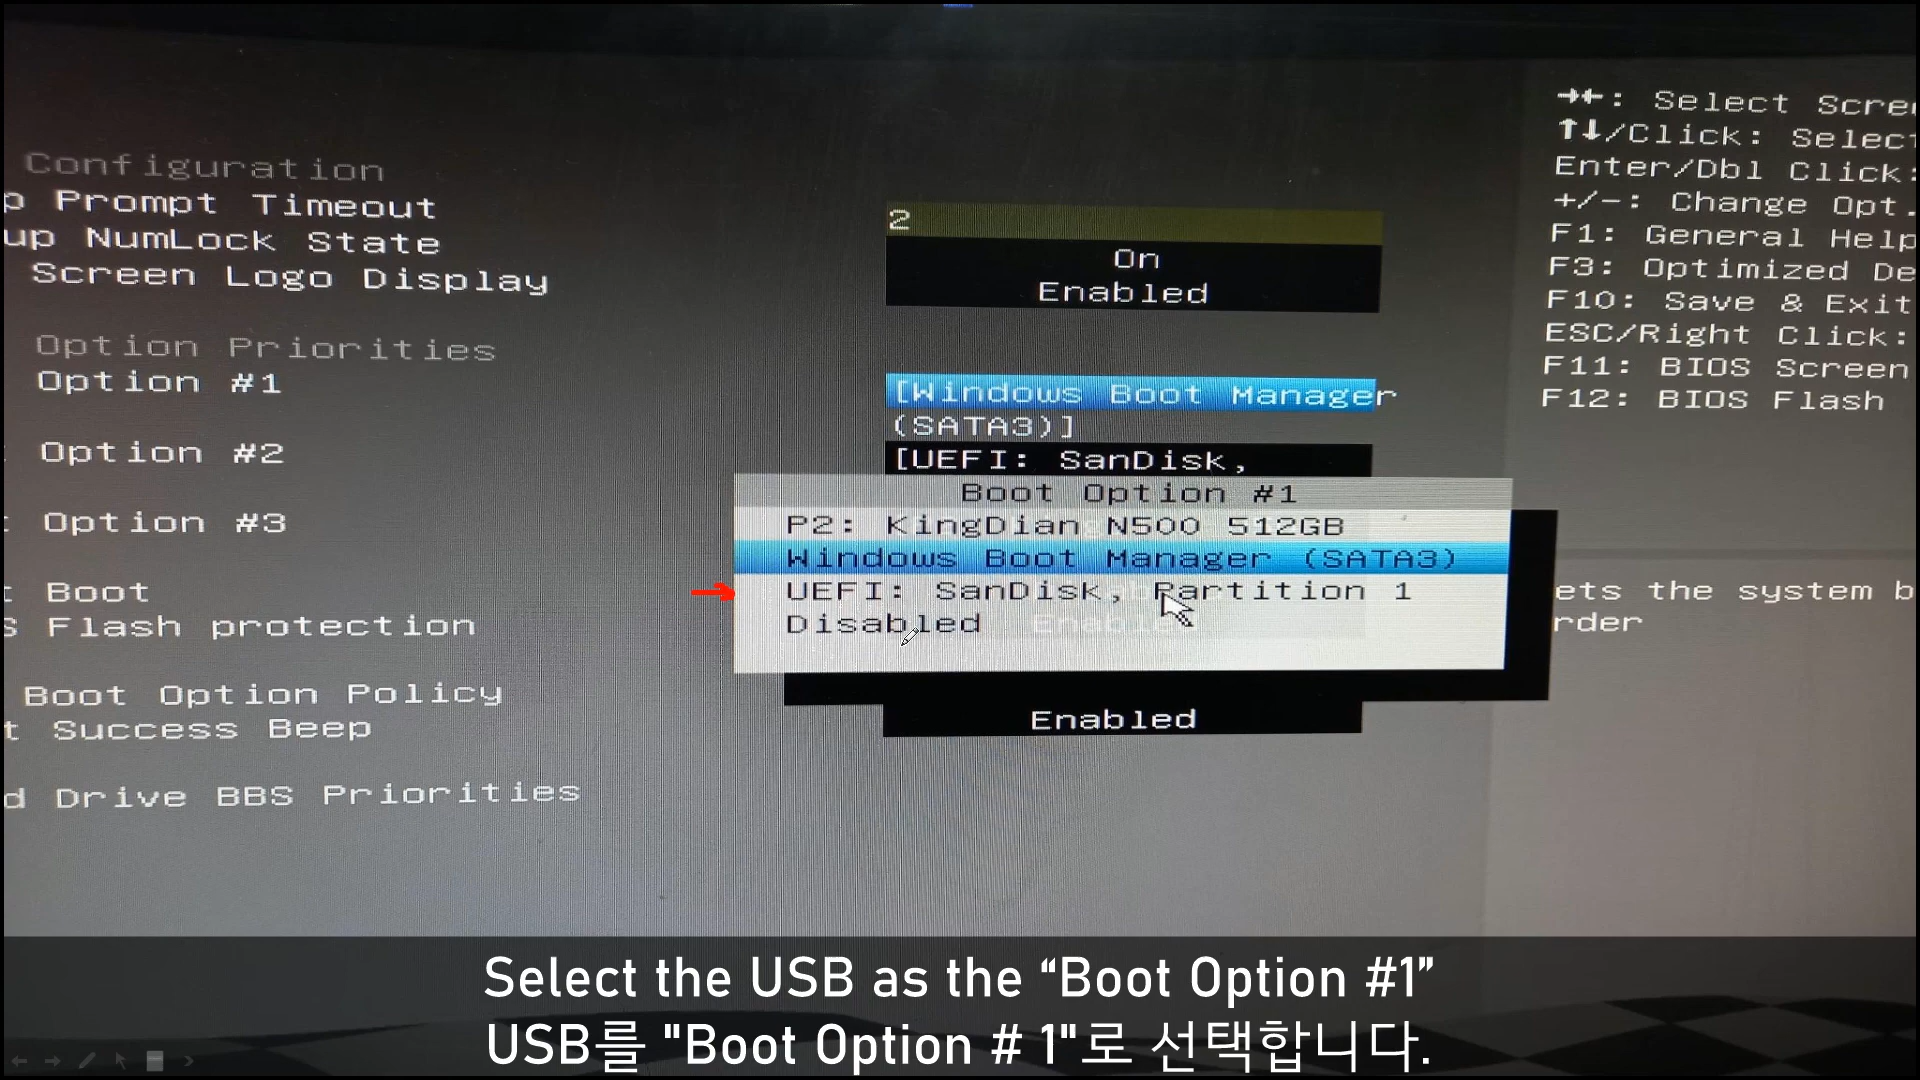 Configuration
p Prompt Timeout
up NumLock State
Screen Logo Display
Option Priorities
Option #1
Option #2
Option #3
t Boot
S Flash protection
Boot Option Policy
t Success Beep
d Drive BBS Priorities
2
On
Enabled
[Windows Boot Manager
(SATA3)]
[UEFI: SanDisk,
Boot Option #1
P2: KingDian N500 512GB
Windows Boot Manager (SATA3)
UEFI: SanDisk, Partition 1
Disabled
Enabled
Enabled
→←: Select Scree
↑↓/Click: Select
Enter/Dbl Click:
+/-: Change Opt.
F1: General Help
F3: Optimized De
F10: Save & Exit
ESC/Right Click:
F11: BIOS Screen
F12: BIOS Flash
ets the system b
rder
Select the USB as the “Boot Option #1”
USB를 "Boot Option # 1"로 선택합니다.